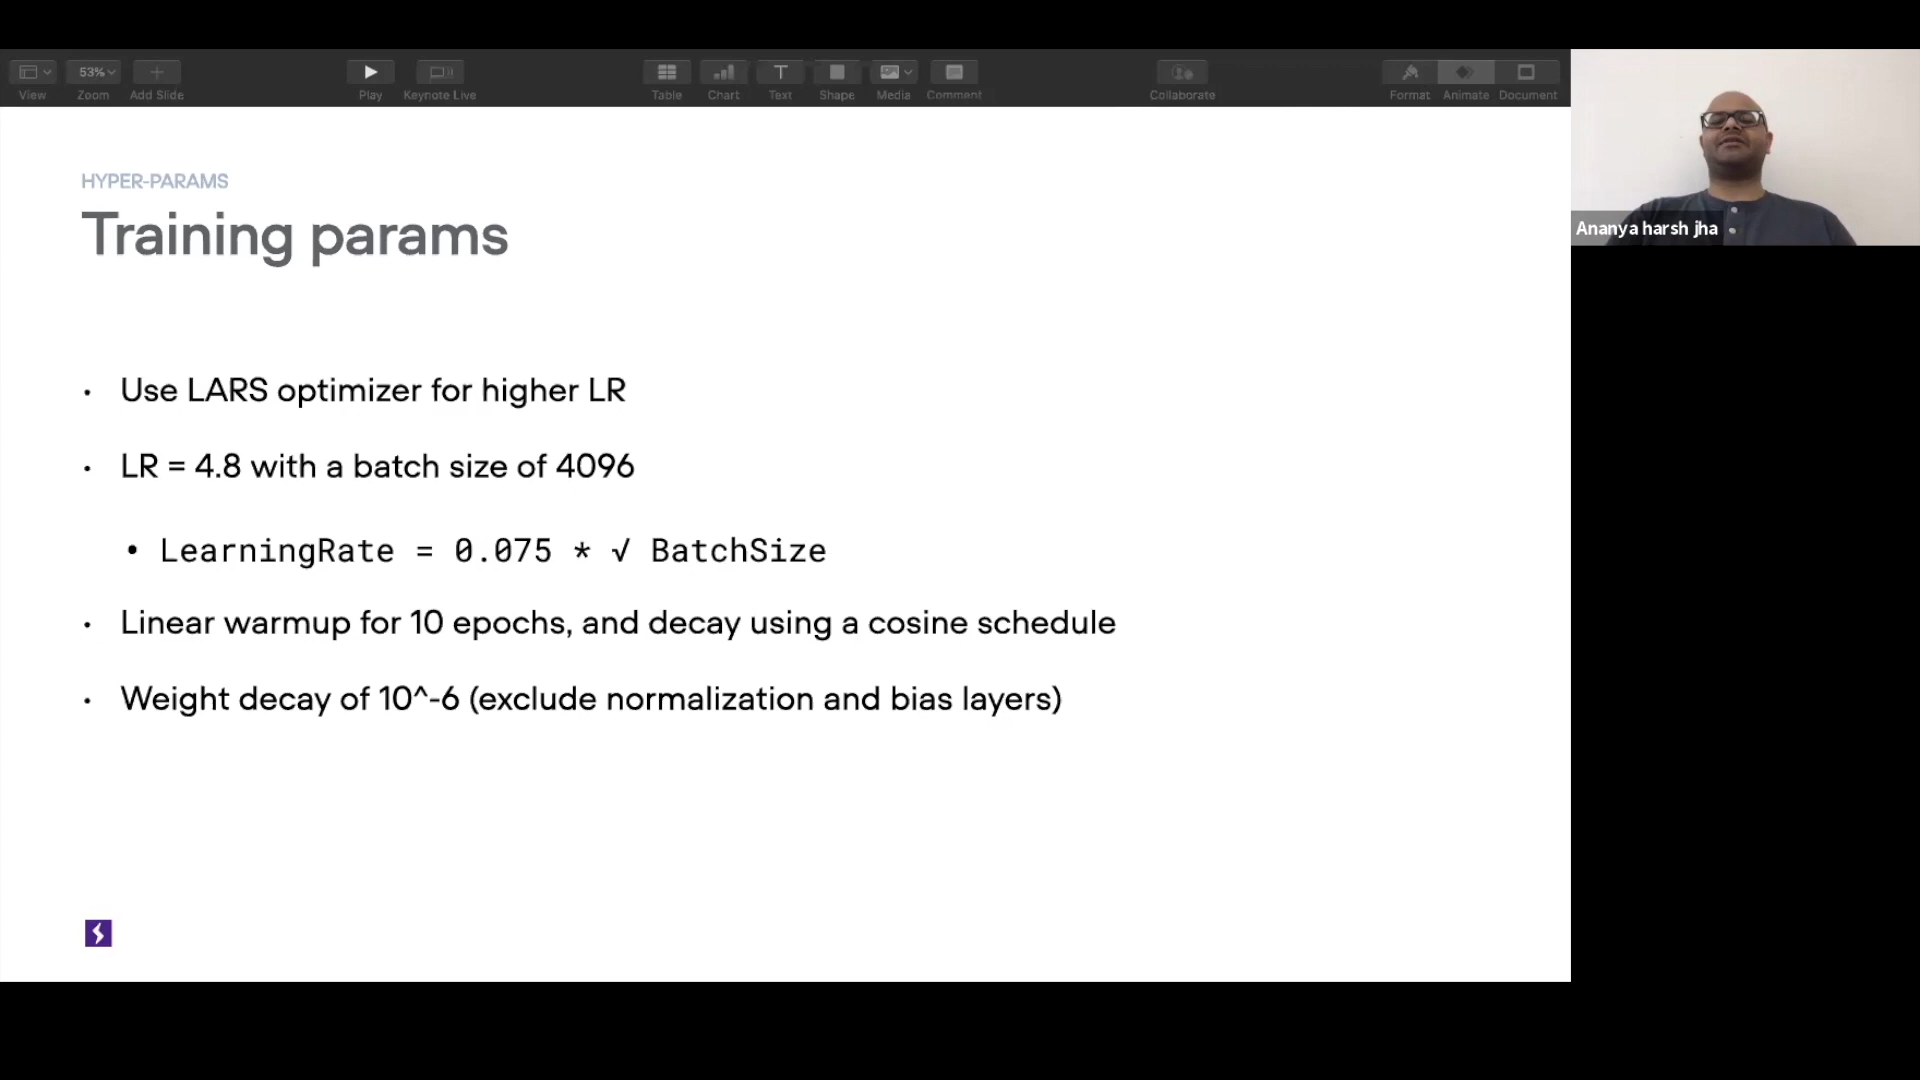 53%
View
Zoom
Add Slide
Play
Keynote Live
Table
Chart
Text
Shape
Media
Comment
Collaborate
Format
Animate
Document
Ananya harsh jha
HYPER-PARAMS
Training params
• Use LARS optimizer for higher LR
• LR = 4.8 with a batch size of 4096
• LearningRate = 0.075 * √ BatchSize
• Linear warmup for 10 epochs, and decay using a cosine schedule
• Weight decay of 10^-6 (exclude normalization and bias layers)